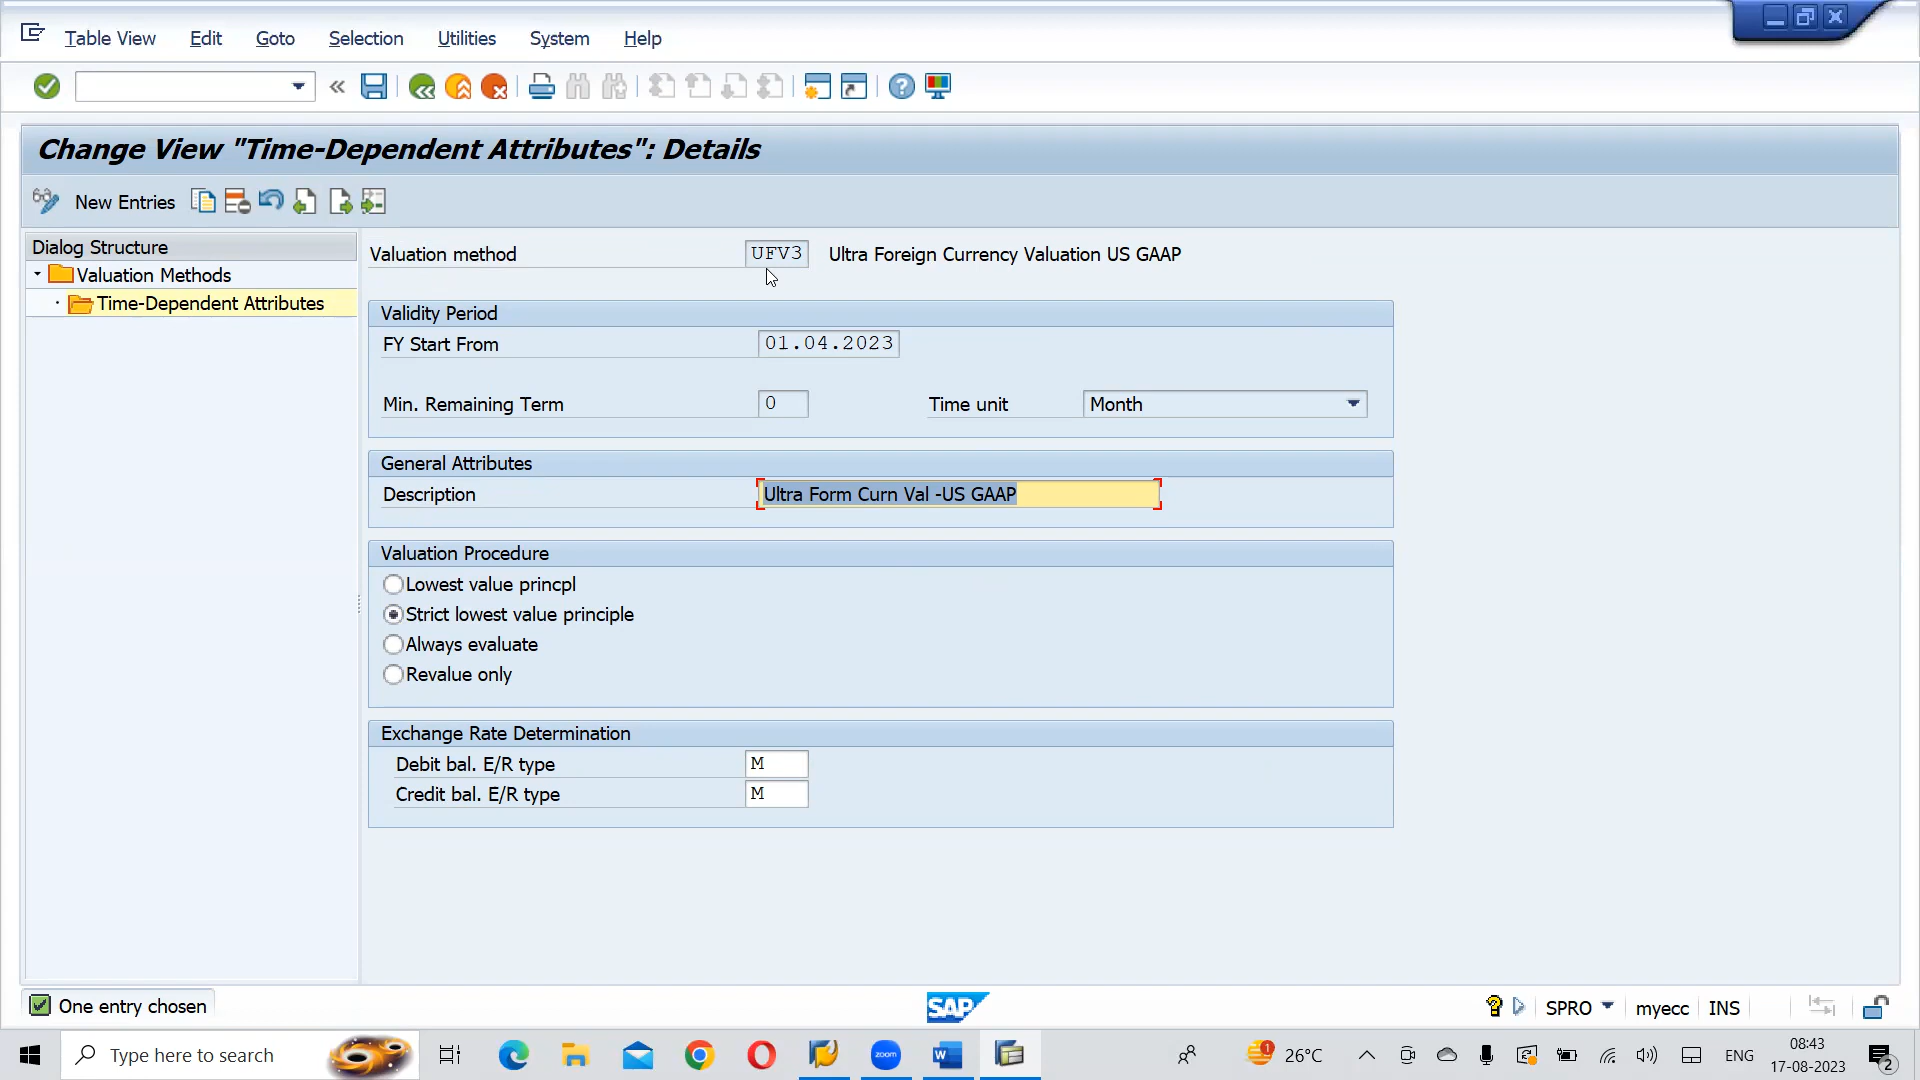 Table View Edit Goto Selection Utilities System Help
Change View "Time-Dependent Attributes": Details
New Entries
Dialog Structure
Valuation Methods
Time-Dependent Attributes
Valuation method UFV3 Ultra Foreign Currency Valuation US GAAP
Validity Period
FY Start From 01.04.2023
Min. Remaining Term 0 Time unit Month
General Attributes
Description Ultra Form Curn Val -US GAAP
Valuation Procedure
Lowest value princpl
Strict lowest value principle
Always evaluate
Revalue only
Exchange Rate Determination
Debit bal. E/R type M
Credit bal. E/R type M
One entry chosen SAP SPRO myecc INS
Type here to search zoom W 1 26°C ENG 08:43
17-08-2023 2